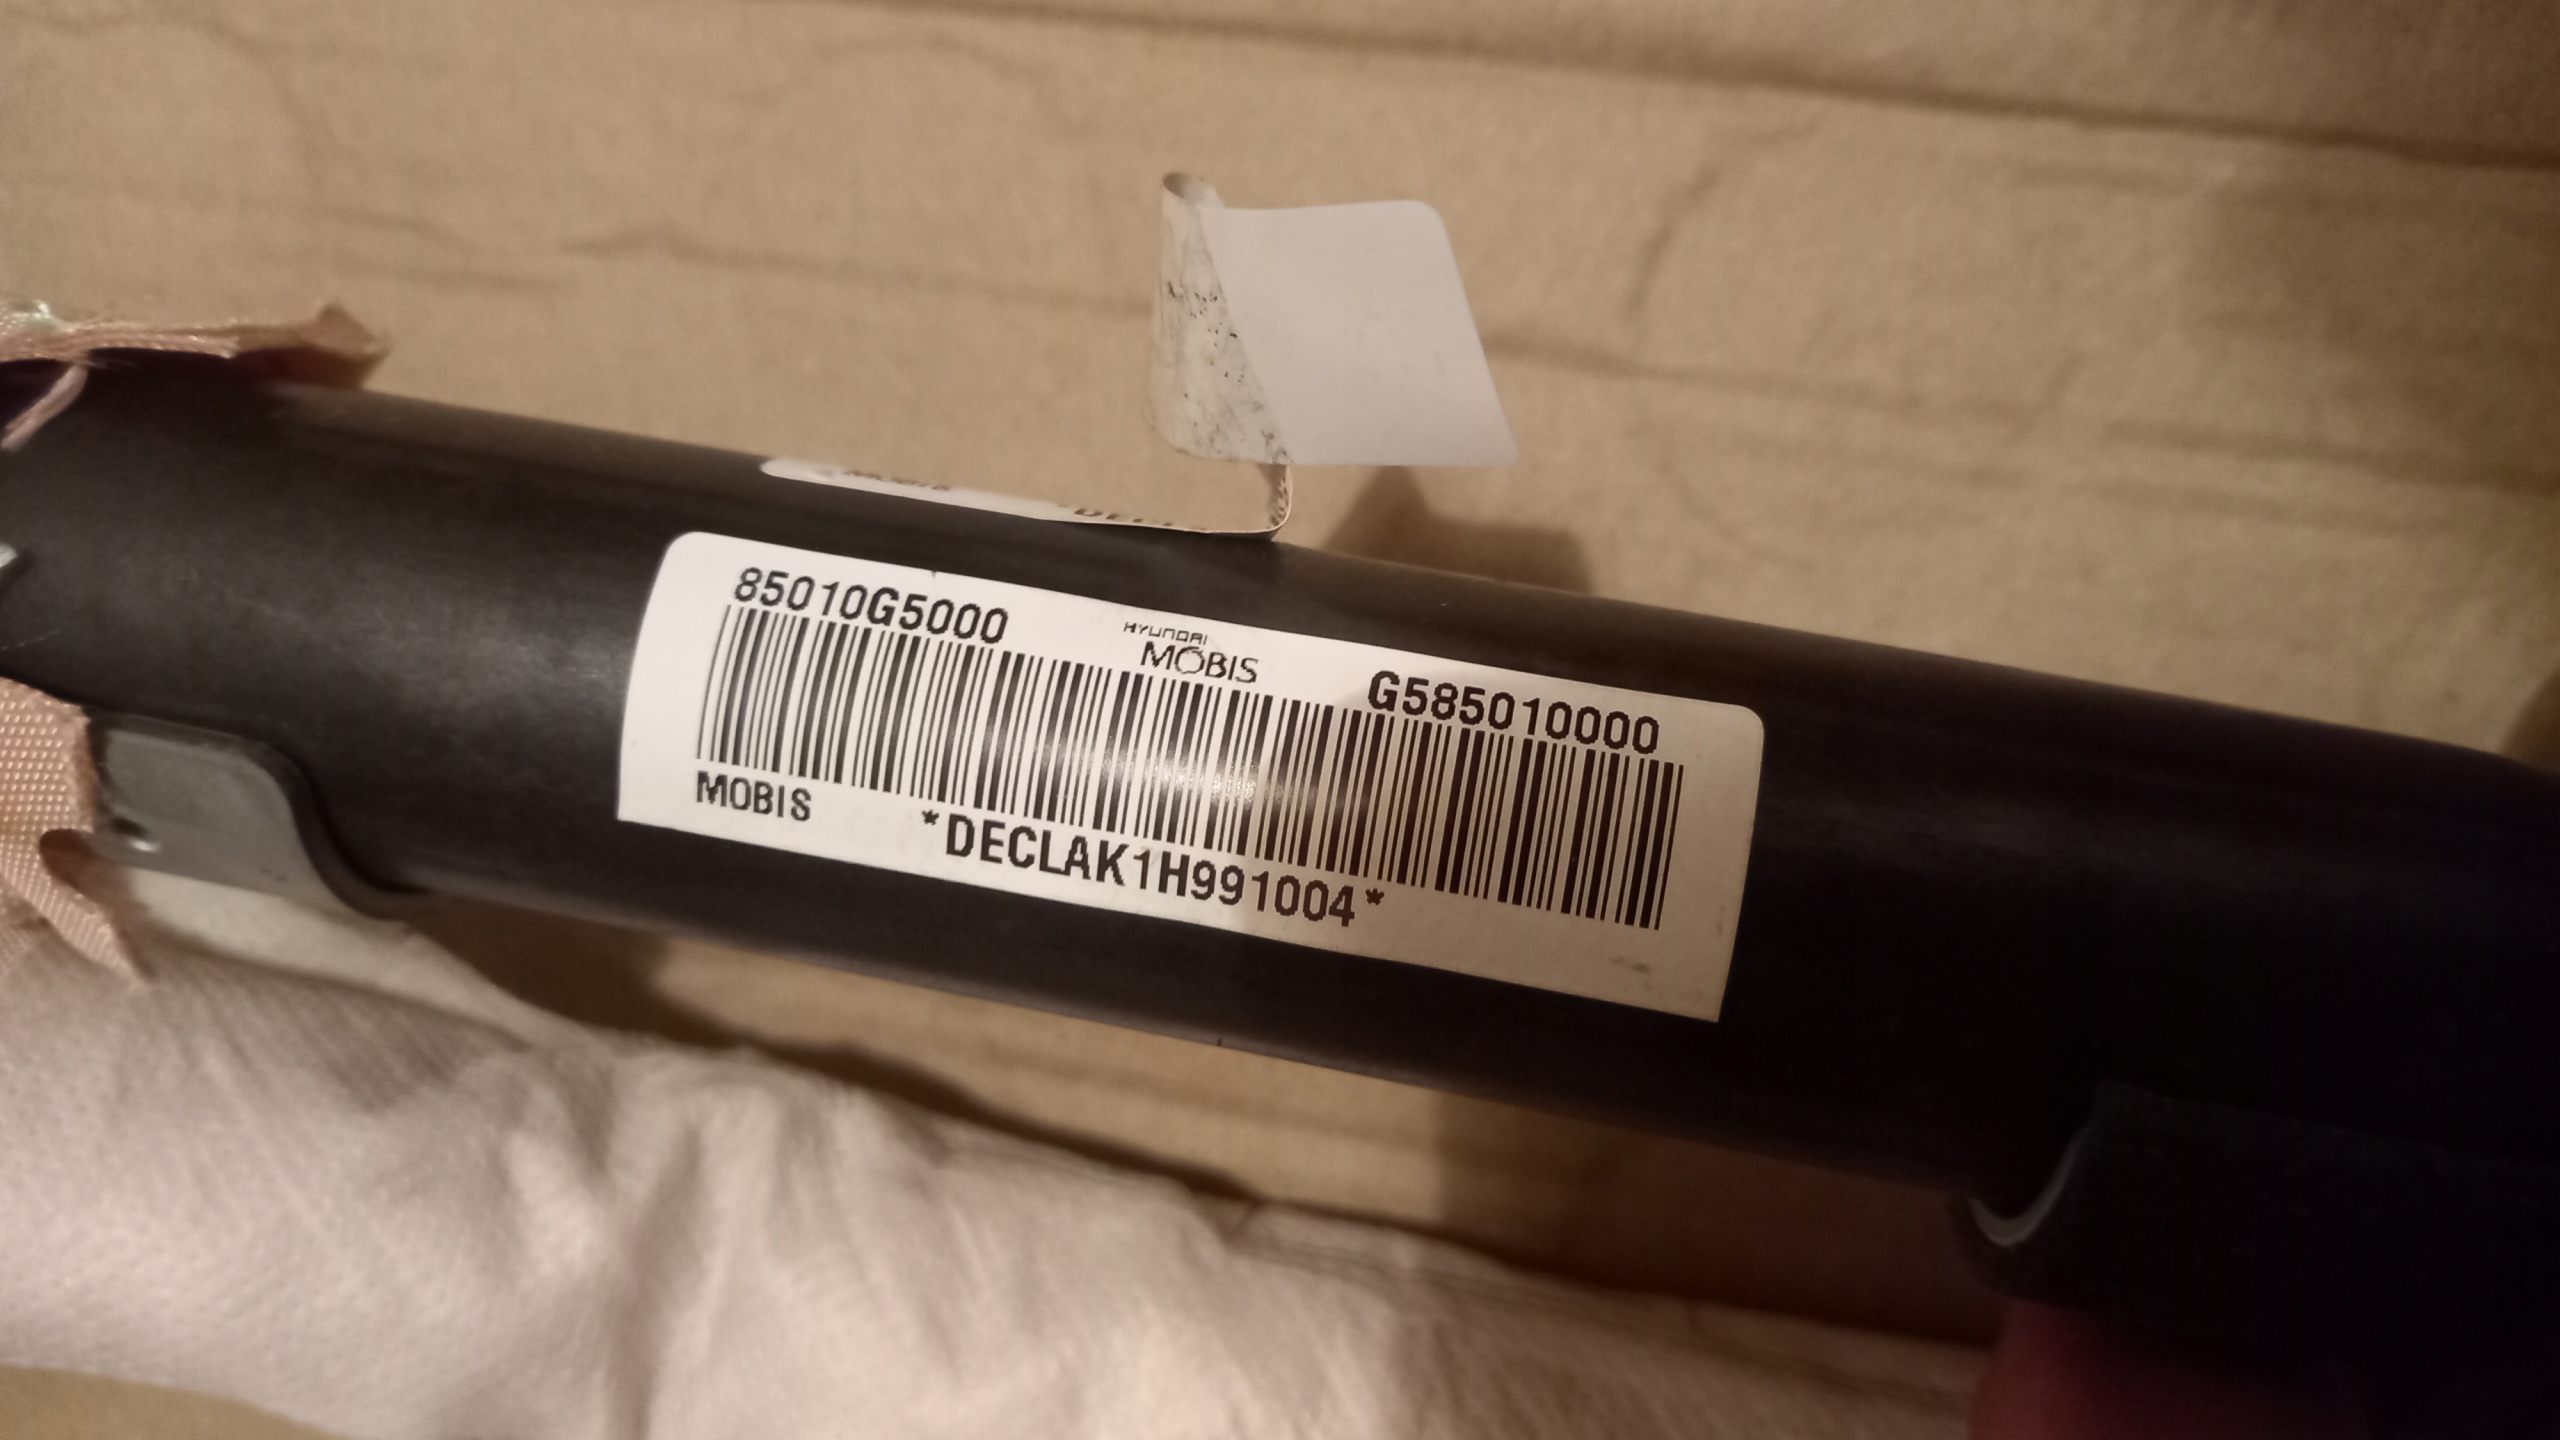 85010G5000
HYUNDAI
MOBIS
G585010000
MOBIS
*DECLAK1H991004*